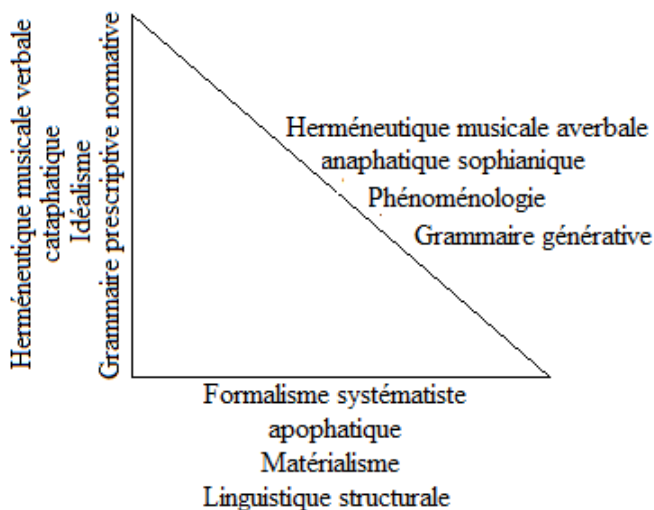 Herméneutique musicale verbale
cataphatique
Idéalisme
Grammaire prescriptive normative
Herméneutique musicale averbale
anaphatique sophianique
Phénoménologie
Grammaire générative
Formalisme systématiste
apophatique
Matérialisme
Linguistique structurale